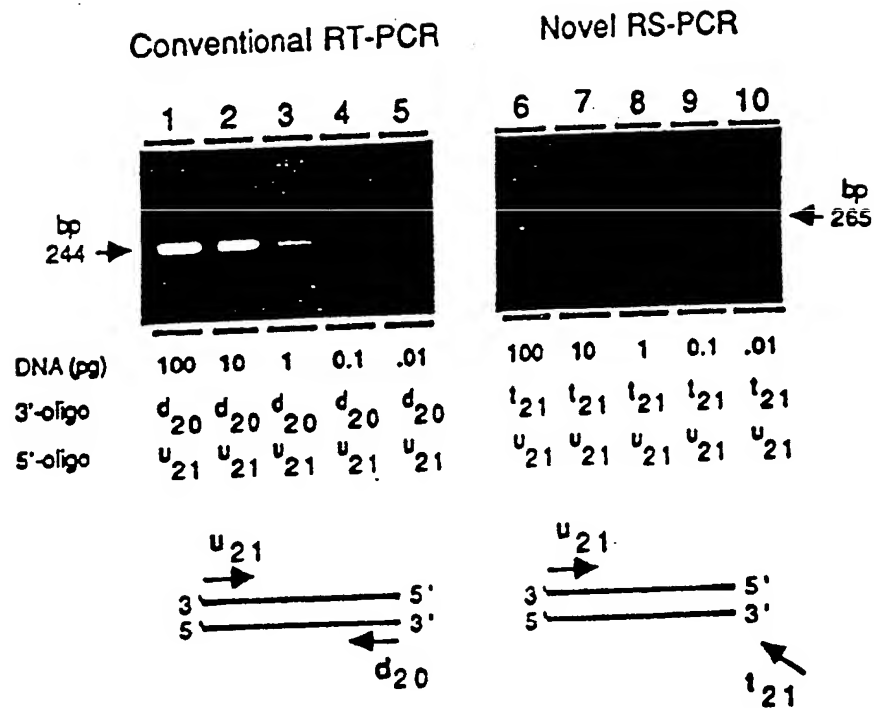 Conventional RT-PCR Novel RS-PCR
1 2 3 4 5 6 7 8 9 10
bp
244
bp
265
DNA (pg) 100 10 1 0.1 .01 100 10 1 0.1 .01
3'-oligo d20 d20 d20 d20 d20 t21 t21 t21 t21 t21
5'-oligo u21 u21 u21 u21 u21 u21 u21 u21 u21 u21
u21 u21
3' 5' 3' 5'
5' 3' 5' 3'
d20 t21